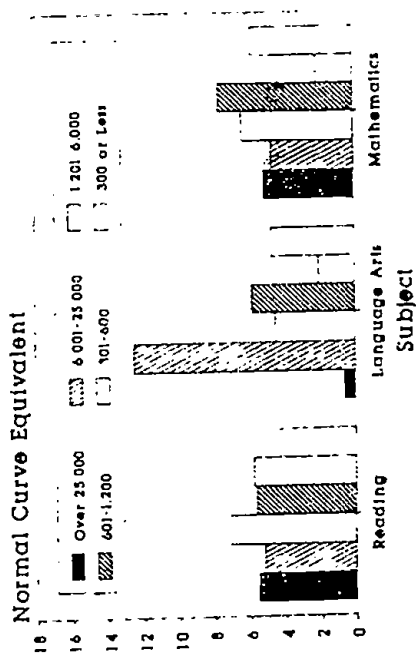 Normal Curve Equivalent
Over 25 000
6 001-25 000
1 201 6.000
601-1.200
301-600
300 or Less
18
16
14
12
10
8
6
4
2
0
Reading
Language Arts
Mathematics
Subject